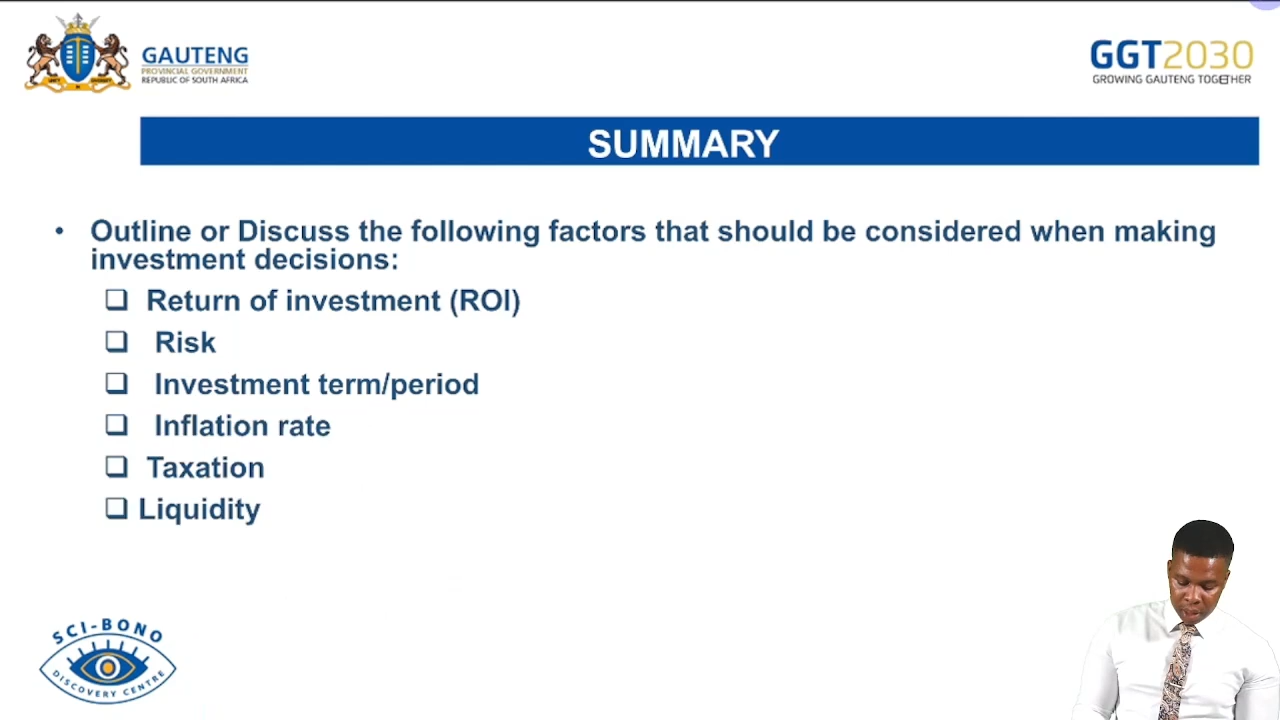 GAUTENG
PROVINCIAL GOVERNMENT
REPUBLIC OF SOUTH AFRICA
GGT2030
GROWING GAUTENG TOGETHER
SUMMARY
• Outline or Discuss the following factors that should be considered when making
investment decisions:
❑ Return of investment (ROI)
❑ Risk
❑ Investment term/period
❑ Inflation rate
❑ Taxation
❑ Liquidity
SCI-BONO
DISCOVERY CENTRE